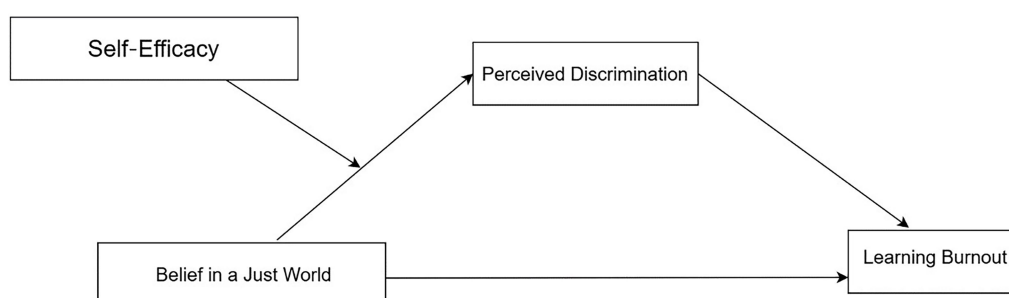 Self-Efficacy
Perceived Discrimination
Belief in a Just World
Learning Burnout